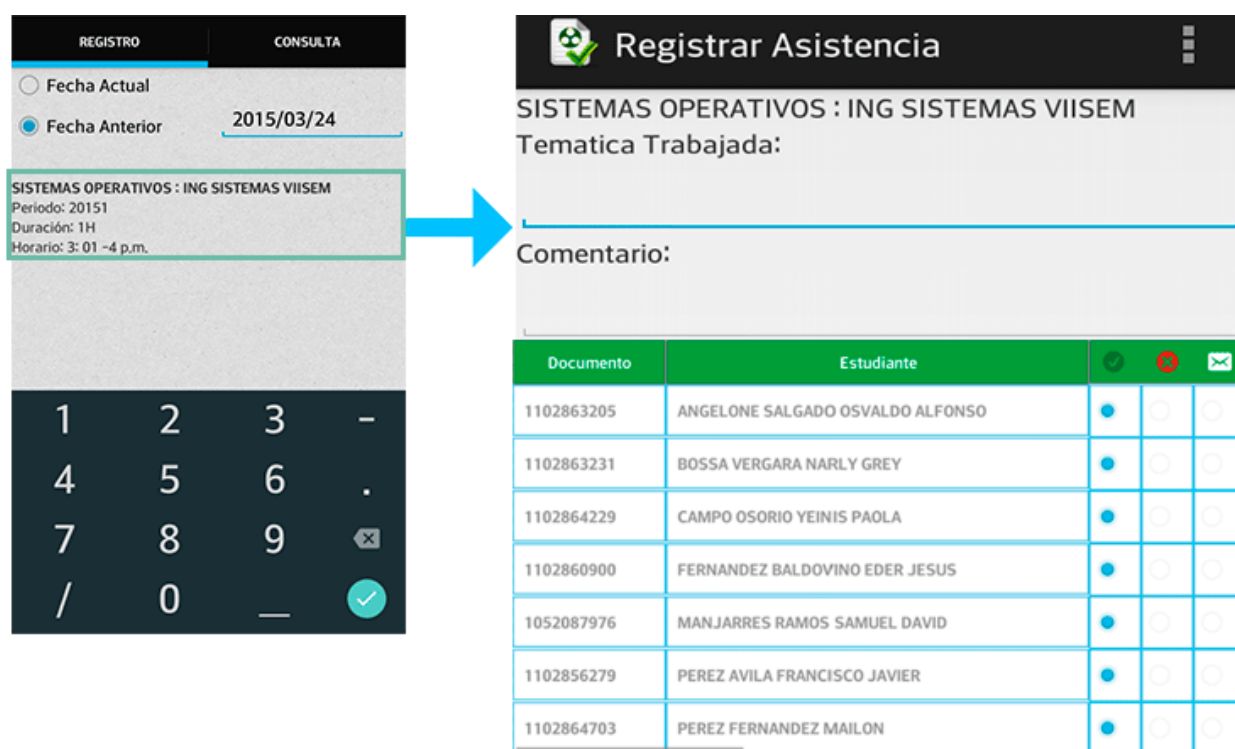 REGISTRO CONSULTA
Fecha Actual
Fecha Anterior 2015/03/24
SISTEMAS OPERATIVOS : ING SISTEMAS VIISEM
Periodo: 20151
Duración: 1H
Horario: 3: 01 -4 p.m.
1 2 3 -
4 5 6 .
7 8 9
/ 0 _
Registrar Asistencia
SISTEMAS OPERATIVOS : ING SISTEMAS VIISEM
Tematica Trabajada:
Comentario:
Documento Estudiante
1102863205 ANGELONE SALGADO OSVALDO ALFONSO
1102863231 BOSSA VERGARA NARLY GREY
1102864229 CAMPO OSORIO YEINIS PAOLA
1102860900 FERNANDEZ BALDOVINO EDER JESUS
1052087976 MANJARRES RAMOS SAMUEL DAVID
1102856279 PEREZ AVILA FRANCISCO JAVIER
1102864703 PEREZ FERNANDEZ MAILON